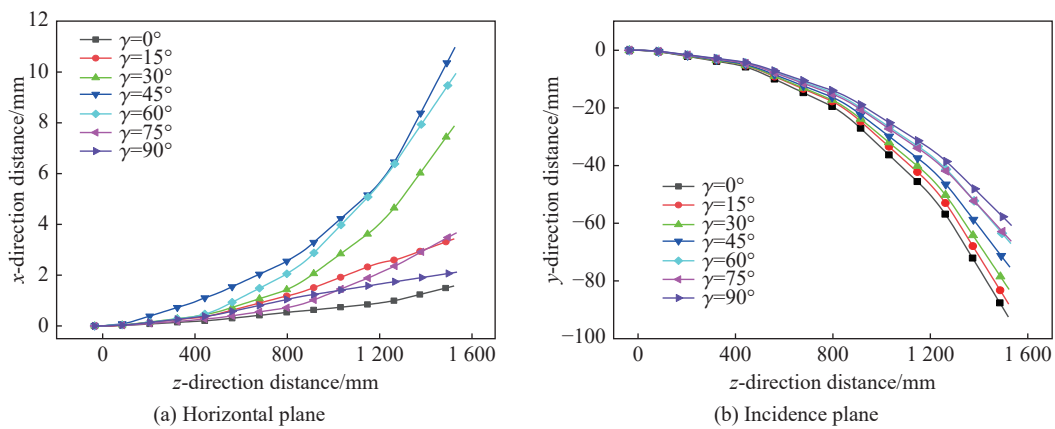 12
10
8
6
4
2
0
x-direction distance/mm
γ=0°
γ=15°
γ=30°
γ=45°
γ=60°
γ=75°
γ=90°
0 400 800 1 200 1 600
z-direction distance/mm
(a) Horizontal plane
0
−20
−40
−60
−80
−100
y-direction distance/mm
γ=0°
γ=15°
γ=30°
γ=45°
γ=60°
γ=75°
γ=90°
0 400 800 1 200 1 600
z-direction distance/mm
(b) Incidence plane